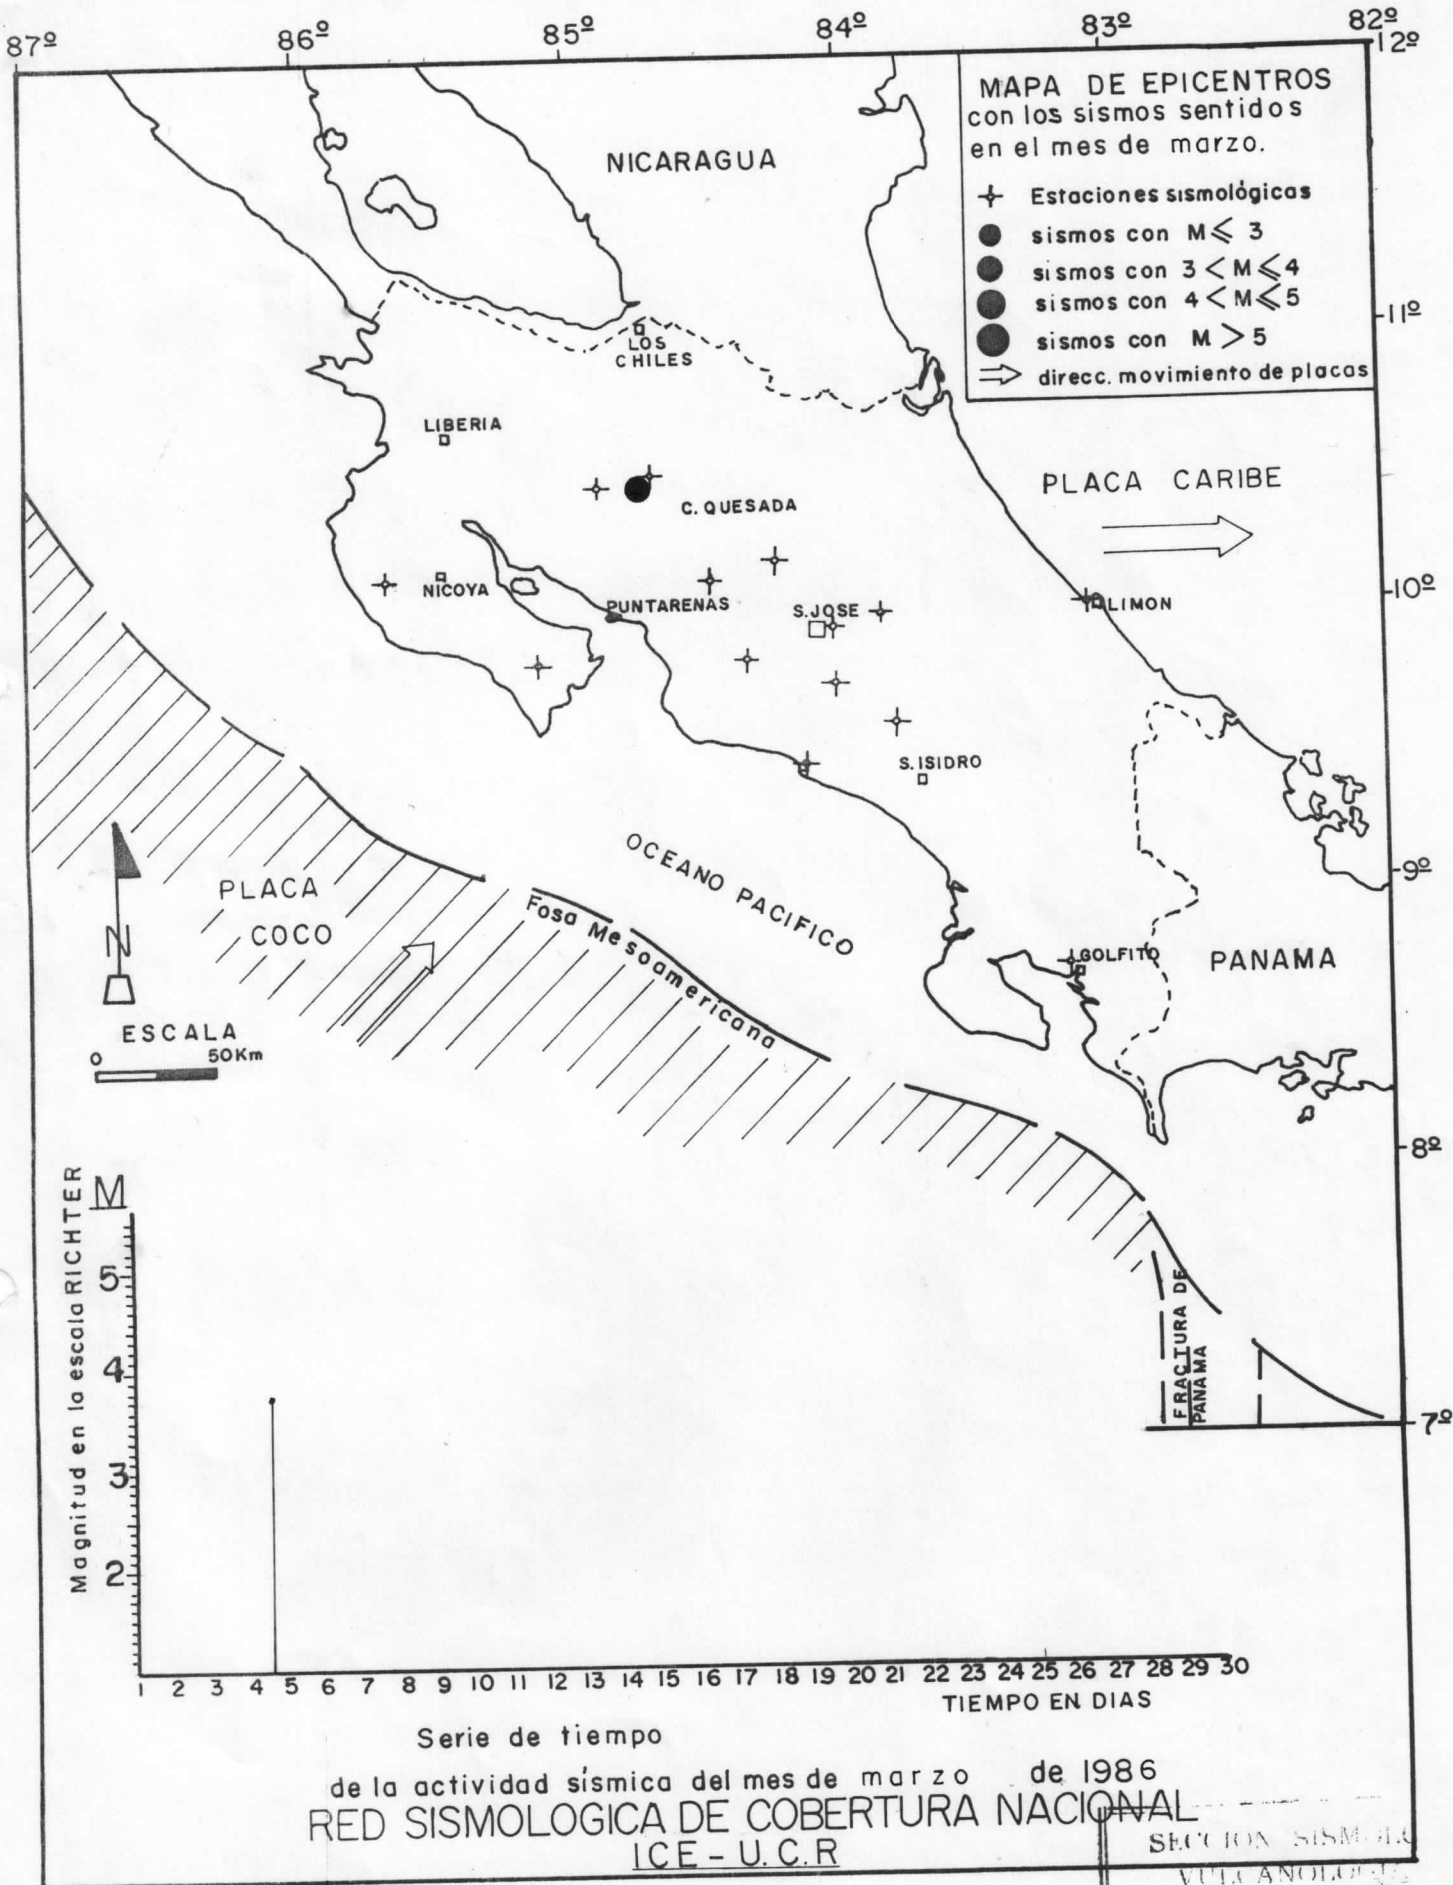 87º 86º 85º 84º 83º 82º
12º
MAPA DE EPICENTROS
con los sismos sentidos
en el mes de marzo.
Estaciones sismológicas
sismos con M ⩽ 3
sismos con 3 < M ⩽ 4
sismos con 4 < M ⩽ 5
sismos con M > 5
direcc. movimiento de placas
NICARAGUA
11º
LOS
CHILES
LIBERIA
PLACA CARIBE
C. QUESADA
10º
NICOYA
PUNTARENAS
S. JOSE
LIMON
S. ISIDRO
OCEANO PACIFICO
9º
PLACA
COCO
Fosa Mesoamericana
GOLFITO
PANAMA
N
ESCALA
0 50Km
8º
FRACTURA DE
PANAMA
7º
Magnitud en la escala RICHTER
M
5
4
3
2
1 2 3 4 5 6 7 8 9 10 11 12 13 14 15 16 17 18 19 20 21 22 23 24 25 26 27 28 29 30
TIEMPO EN DIAS
Serie de tiempo
de la actividad sísmica del mes de marzo de 1986
RED SISMOLOGICA DE COBERTURA NACIONAL
ICE - U.C.R
SECCION